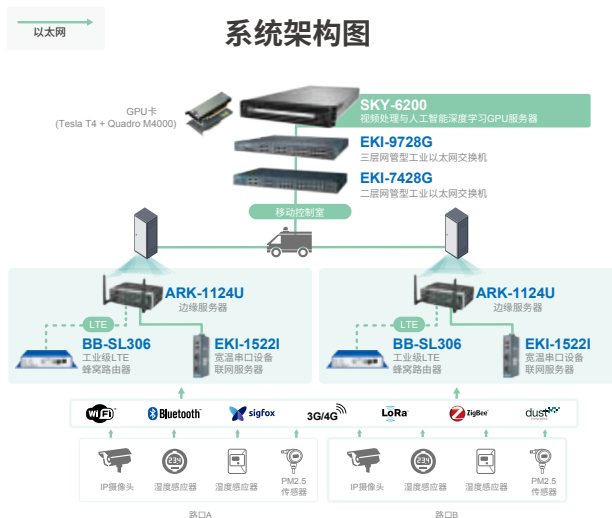 以太网
系统架构图
GPU卡
(Tesla T4 + Quadro M4000)
SKY-6200
视频处理与人工智能深度学习GPU服务器
EKI-9728G
三层网管型工业以太网交换机
EKI-7428G
二层网管型工业以太网交换机
移动控制室
ARK-1124U
边缘服务器
LTE
BB-SL306
工业级LTE
蜂窝路由器
EKI-1522I
宽温串口设备
联网服务器
ARK-1124U
边缘服务器
LTE
BB-SL306
工业级LTE
蜂窝路由器
EKI-1522I
宽温串口设备
联网服务器
WiFi
Bluetooth
sigfox
3G/4G
LoRa
ZigBee
dust
IP摄像头
湿度感应器
湿度感应器
PM2.5
传感器
IP摄像头
湿度感应器
湿度感应器
PM2.5
传感器
路口A
路口B